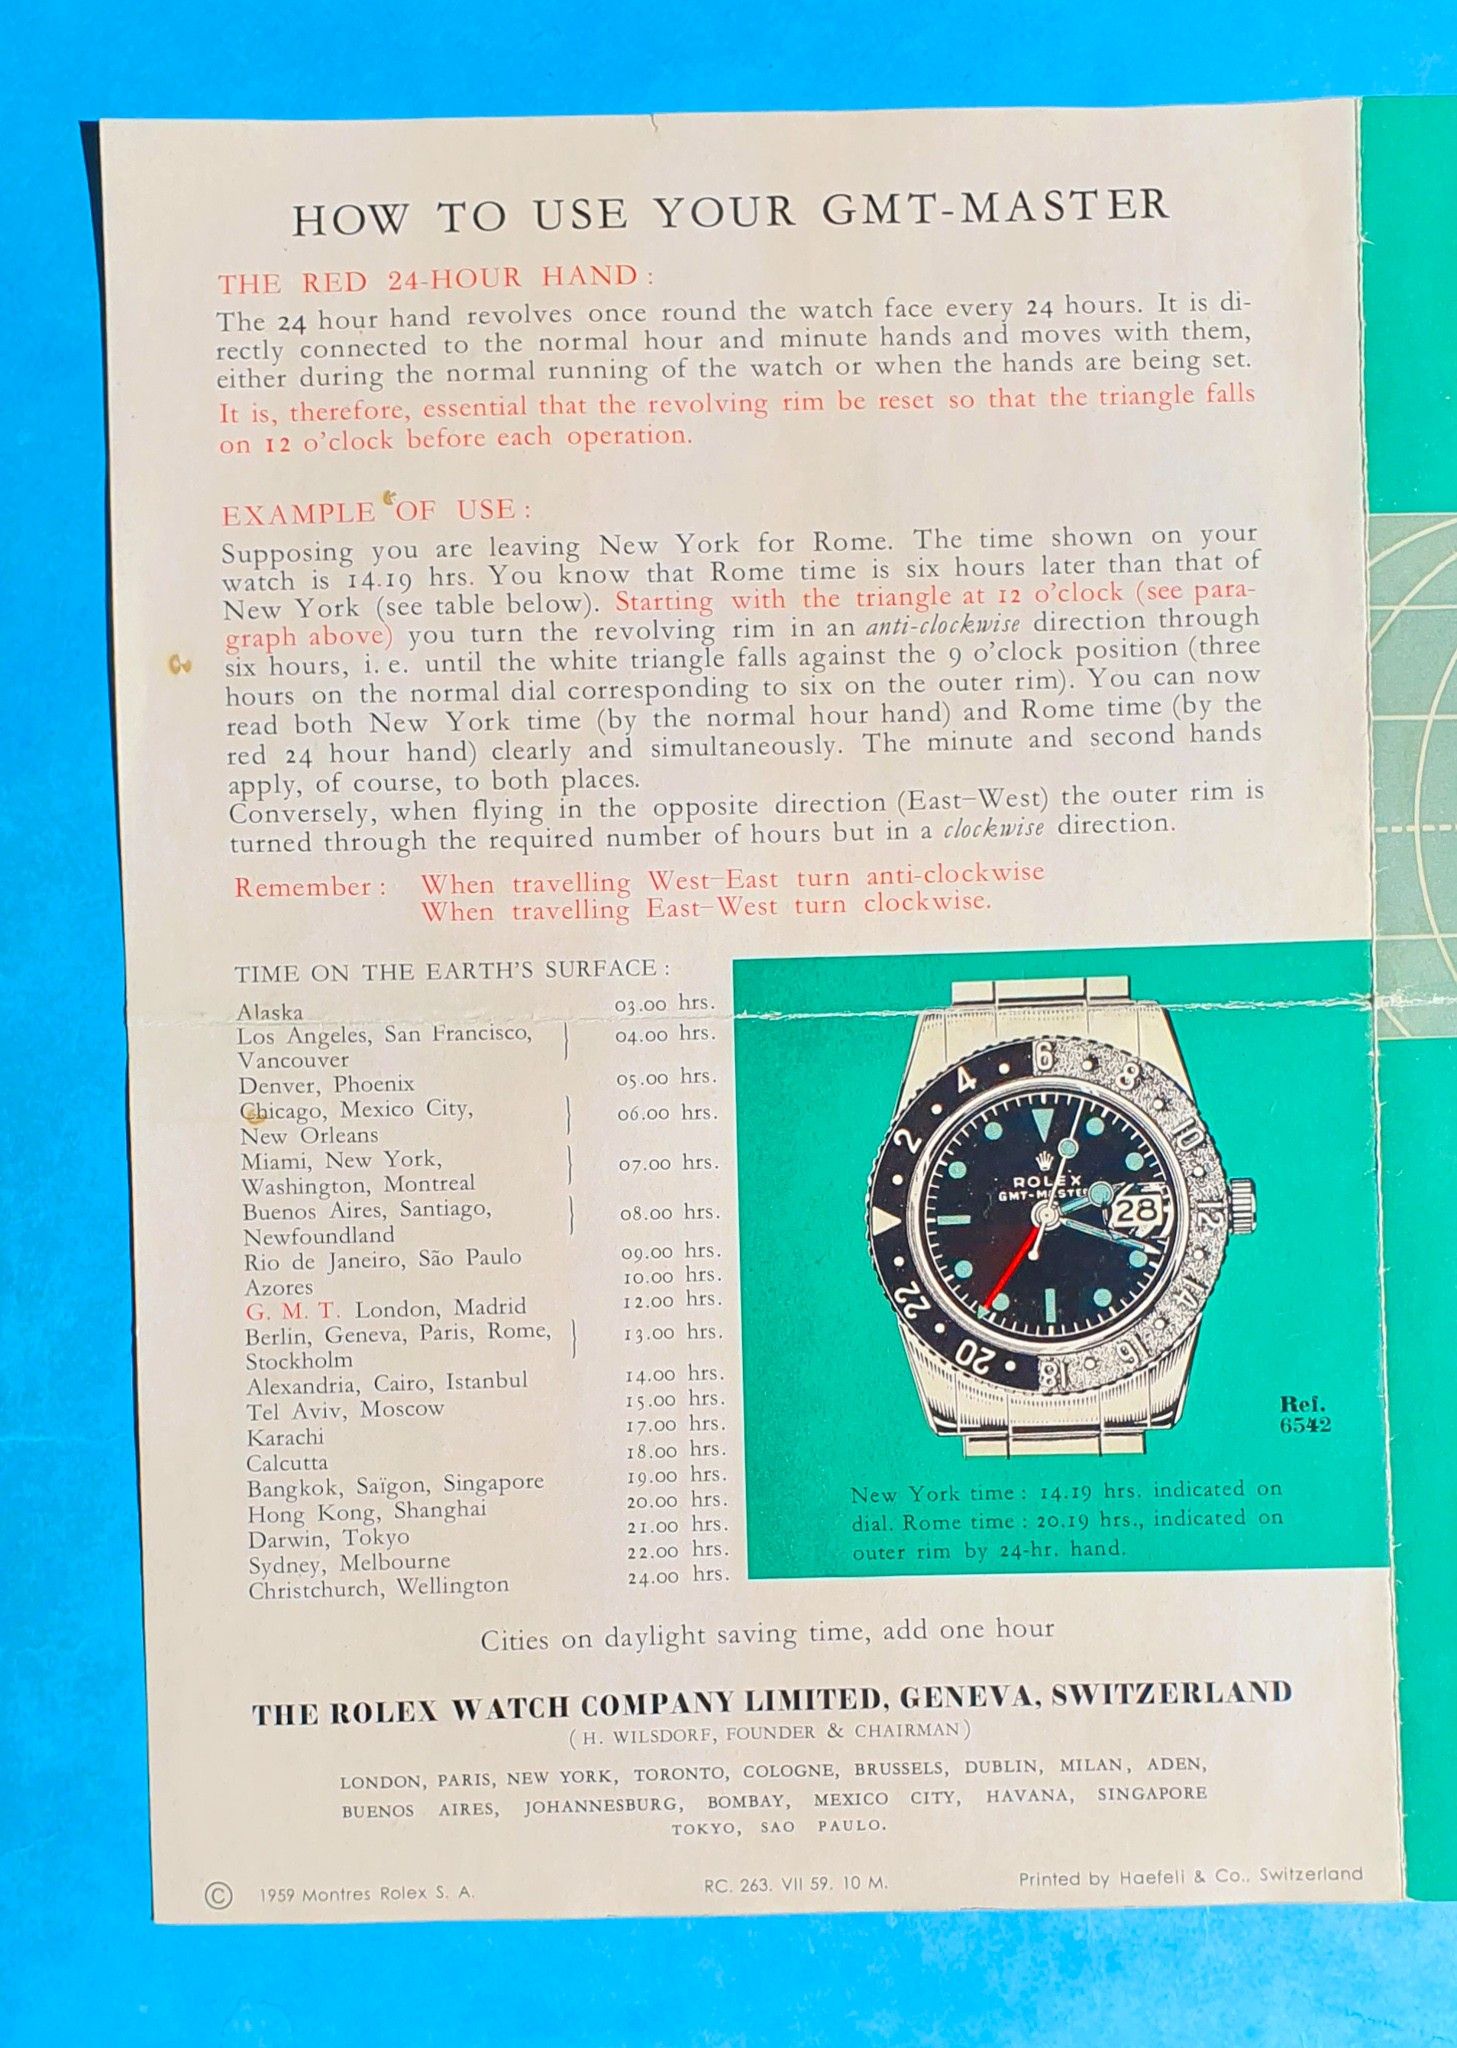 HOW TO USE YOUR GMT-MASTER
THE RED 24-HOUR HAND :
The 24 hour hand revolves once round the watch face every 24 hours. It is di-
rectly connected to the normal hour and minute hands and moves with them,
either during the normal running of the watch or when the hands are being set.
It is, therefore, essential that the revolving rim be reset so that the triangle falls
on 12 o'clock before each operation.
EXAMPLE OF USE :
Supposing you are leaving New York for Rome. The time shown on your
watch is 14.19 hrs. You know that Rome time is six hours later than that of
New York (see table below). Starting with the triangle at 12 o'clock (see para-
graph above) you turn the revolving rim in an anti-clockwise direction through
six hours, i. e. until the white triangle falls against the 9 o'clock position (three
hours on the normal dial corresponding to six on the outer rim). You can now
read both New York time (by the normal hour hand) and Rome time (by the
red 24 hour hand) clearly and simultaneously. The minute and second hands
apply, of course, to both places.
Conversely, when flying in the opposite direction (East–West) the outer rim is
turned through the required number of hours but in a clockwise direction.
Remember : When travelling West–East turn anti-clockwise
When travelling East–West turn clockwise.
TIME ON THE EARTH'S SURFACE :
Alaska 03.00 hrs.
Los Angeles, San Francisco, } 04.00 hrs.
Vancouver
Denver, Phoenix 05.00 hrs.
Chicago, Mexico City, } 06.00 hrs.
New Orleans
Miami, New York, } 07.00 hrs.
Washington, Montreal
Buenos Aires, Santiago, } 08.00 hrs.
Newfoundland
Rio de Janeiro, São Paulo 09.00 hrs.
Azores 10.00 hrs.
G. M. T. London, Madrid 12.00 hrs.
Berlin, Geneva, Paris, Rome, } 13.00 hrs.
Stockholm
Alexandria, Cairo, Istanbul 14.00 hrs.
Tel Aviv, Moscow 15.00 hrs.
Karachi 17.00 hrs.
Calcutta 18.00 hrs.
Bangkok, Saïgon, Singapore 19.00 hrs.
Hong Kong, Shanghai 20.00 hrs.
Darwin, Tokyo 21.00 hrs.
Sydney, Melbourne 22.00 hrs.
Christchurch, Wellington 24.00 hrs.
2 4 6 8 10 12 14 16 18 20 22
ROLEX
GMT-MASTE
28
Ref.
6542
New York time : 14.19 hrs. indicated on
dial. Rome time : 20.19 hrs., indicated on
outer rim by 24-hr. hand.
Cities on daylight saving time, add one hour
THE ROLEX WATCH COMPANY LIMITED, GENEVA, SWITZERLAND
(H. WILSDORF, FOUNDER & CHAIRMAN)
LONDON, PARIS, NEW YORK, TORONTO, COLOGNE, BRUSSELS, DUBLIN, MILAN, ADEN,
BUENOS AIRES, JOHANNESBURG, BOMBAY, MEXICO CITY, HAVANA, SINGAPORE
TOKYO, SAO PAULO.
© 1959 Montres Rolex S. A. RC. 263. VII 59. 10 M. Printed by Haefeli & Co., Switzerland